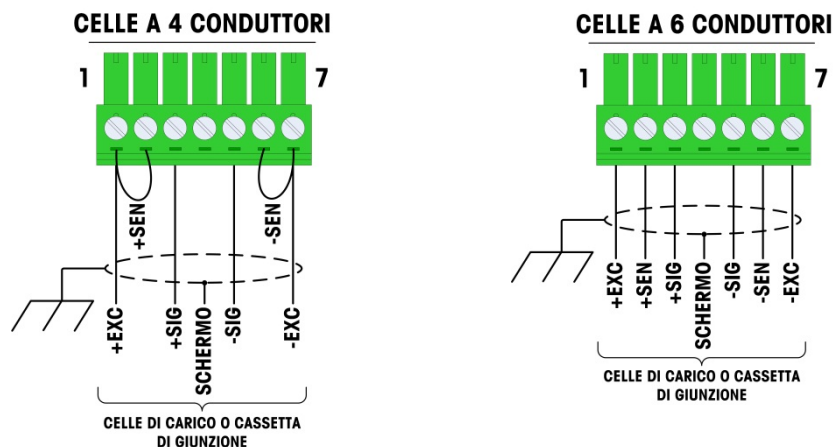 CELLE A 4 CONDUTTORI
1
7
+SEN
-SEN
+EXC
+SIG
SCHERMO
-SIG
-EXC
CELLE DI CARICO O CASSETTA
DI GIUNZIONE
CELLE A 6 CONDUTTORI
1
7
+EXC
+SEN
+SIG
SCHERMO
-SIG
-SEN
-EXC
CELLE DI CARICO O CASSETTA
DI GIUNZIONE